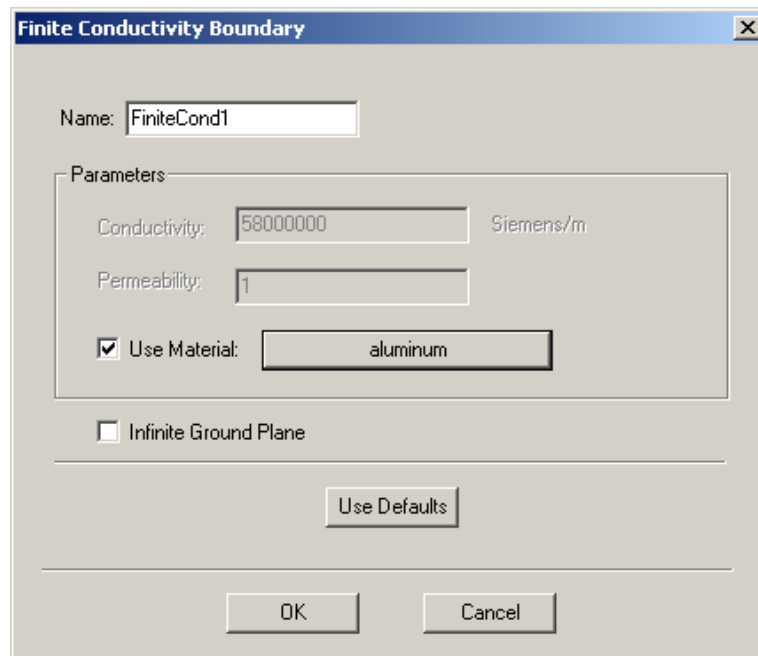 Finite Conductivity Boundary
Name: FiniteCond1
Parameters
Conductivity: 58000000 Siemens/m
Permeability: 1
Use Material: aluminum
Infinite Ground Plane
Use Defaults
OK Cancel